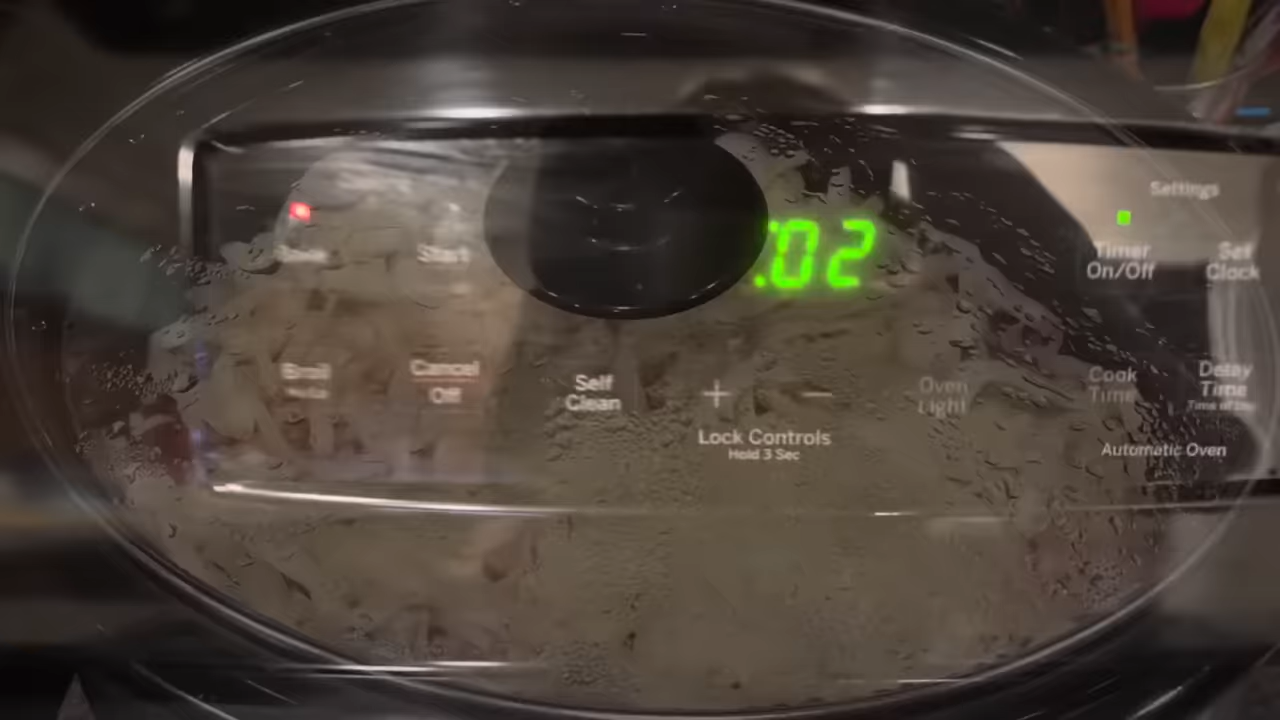 Settings
:02
Bake Start
Timer
On/Off
Set
Clock
Broil
Cancel
Off
Self
Clean
+ −
Oven
Light
Cook
Time
Delay
Time
Lock Controls
Hold 3 Sec
Automatic Oven